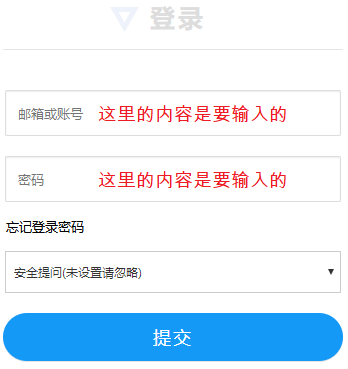 登录
邮箱或账号 这里的内容是要输入的
密码 这里的内容是要输入的
忘记登录密码
安全提问(未设置请忽略)
提交